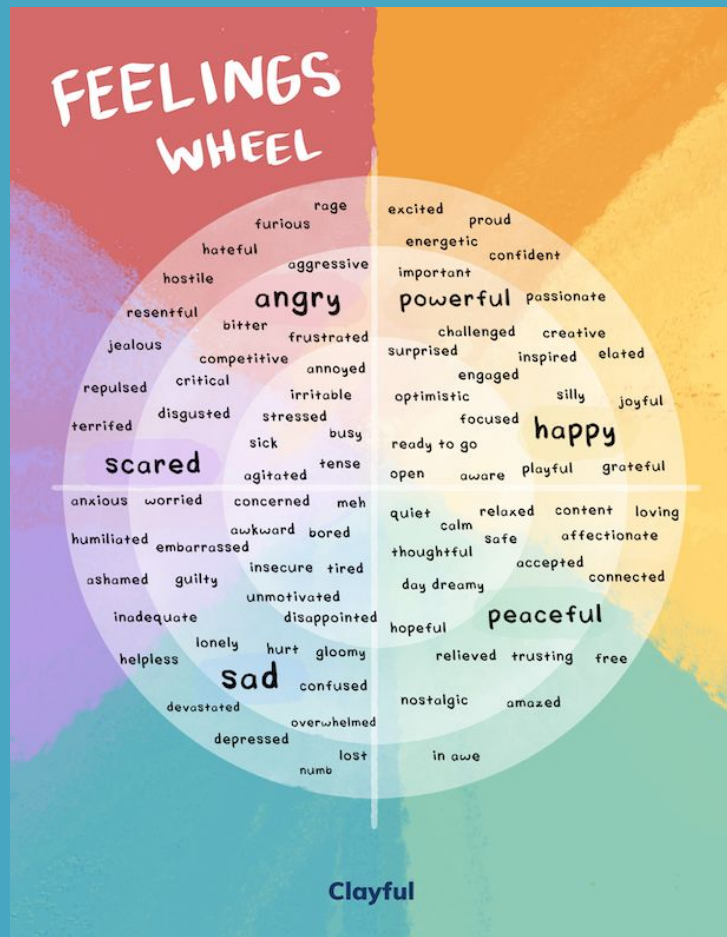 FEELINGS
WHEEL
rage
furious
hateful
aggressive
hostile
angry
resentful
bitter
frustrated
jealous
competitive
annoyed
repulsed
critical
irritable
terrifed
disgusted
stressed
sick
busy
scared
agitated
tense
excited
proud
energetic
confident
important
powerful
passionate
challenged
creative
surprised
inspired
elated
engaged
optimistic
silly
joyful
focused
happy
ready to go
open
aware
playful
grateful
anxious
worried
concerned
meh
humiliated
awkward
bored
embarrassed
ashamed
guilty
insecure
tired
unmotivated
inadequate
disappointed
lonely
hurt
gloomy
helpless
sad
confused
devastated
overwhelmed
depressed
lost
numb
quiet
relaxed
content
loving
calm
safe
affectionate
thoughtful
accepted
connected
day dreamy
peaceful
hopeful
relieved
trusting
free
nostalgic
amazed
in awe
Clayful